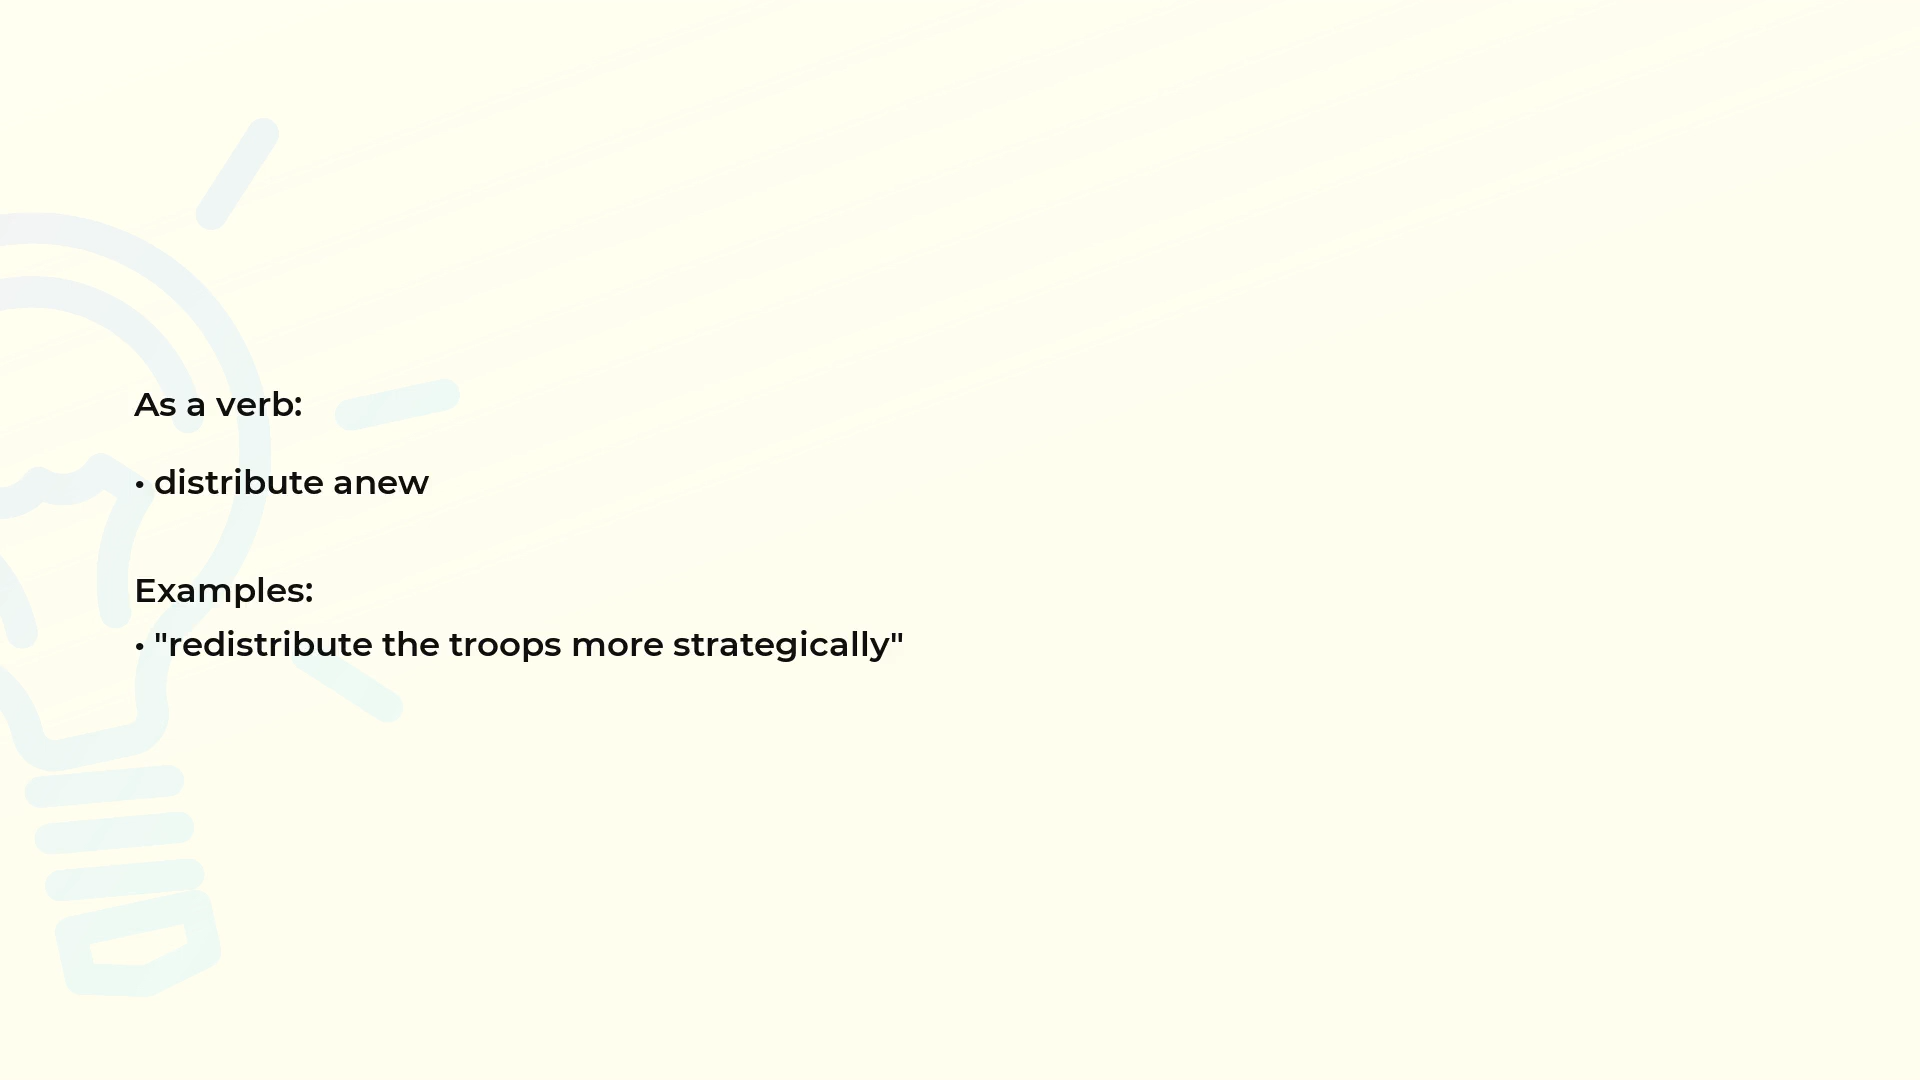 As a verb:
• distribute anew
Examples:
• "redistribute the troops more strategically"